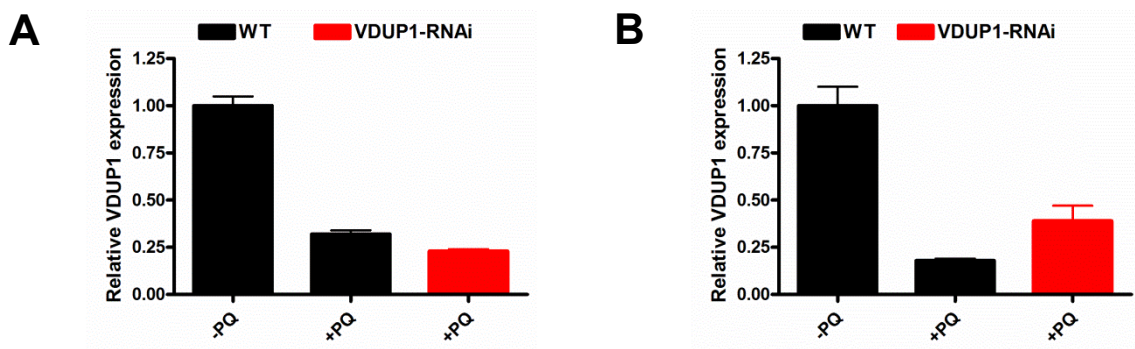 A
WT VDUP1-RNAi
Relative VDUP1 expression
1.25
1.00
0.75
0.50
0.25
0.00
-PQ +PQ +PQ
B
WT VDUP1-RNAi
Relative VDUP1 expression
1.25
1.00
0.75
0.50
0.25
0.00
-PQ +PQ +PQ